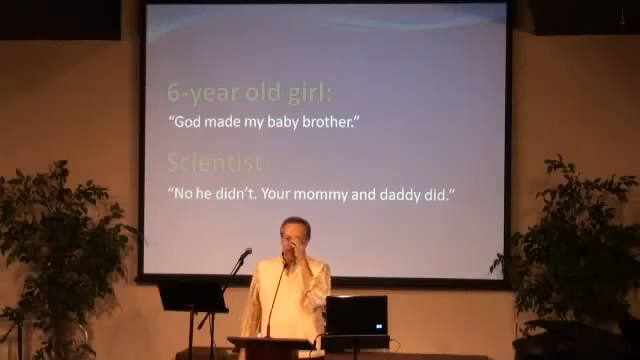 6-year old girl:
“God made my baby brother.”
Scientist
“No he didn’t. Your mommy and daddy did.”